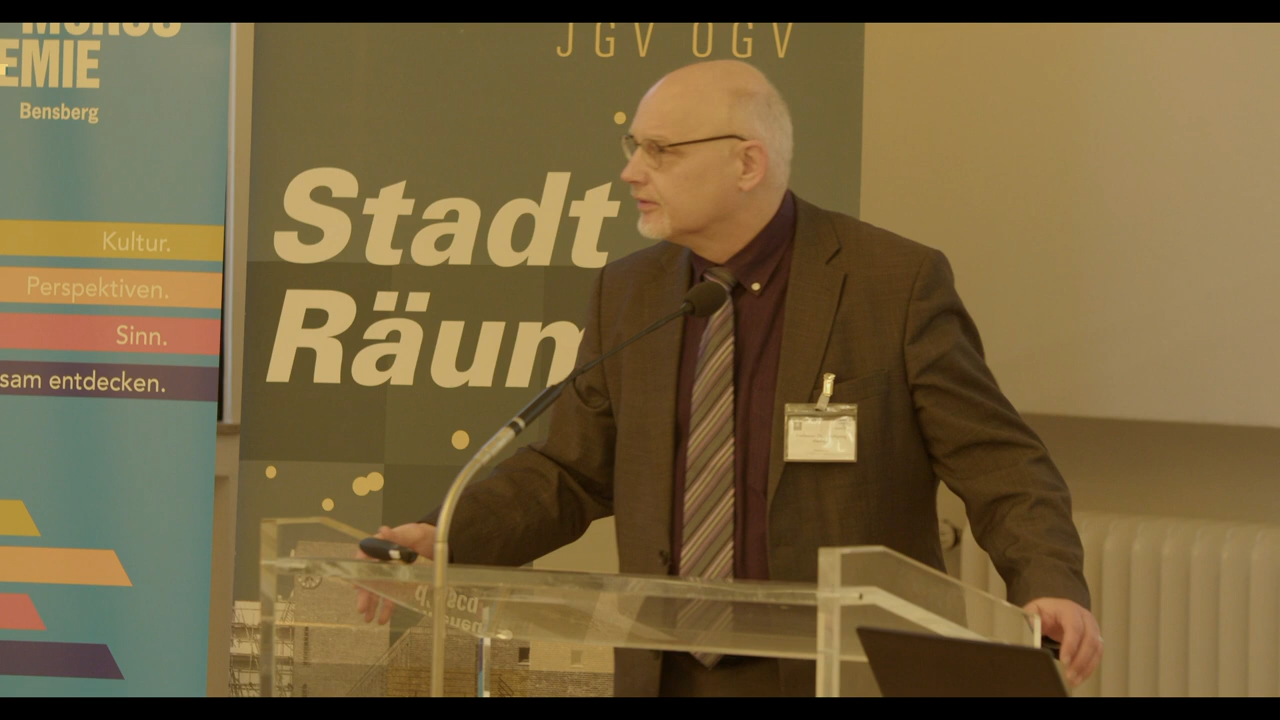 EMIE
Bensberg
Kultur.
Perspektiven.
Sinn.
sam entdecken.
JGV OGV
Stadt
Räum